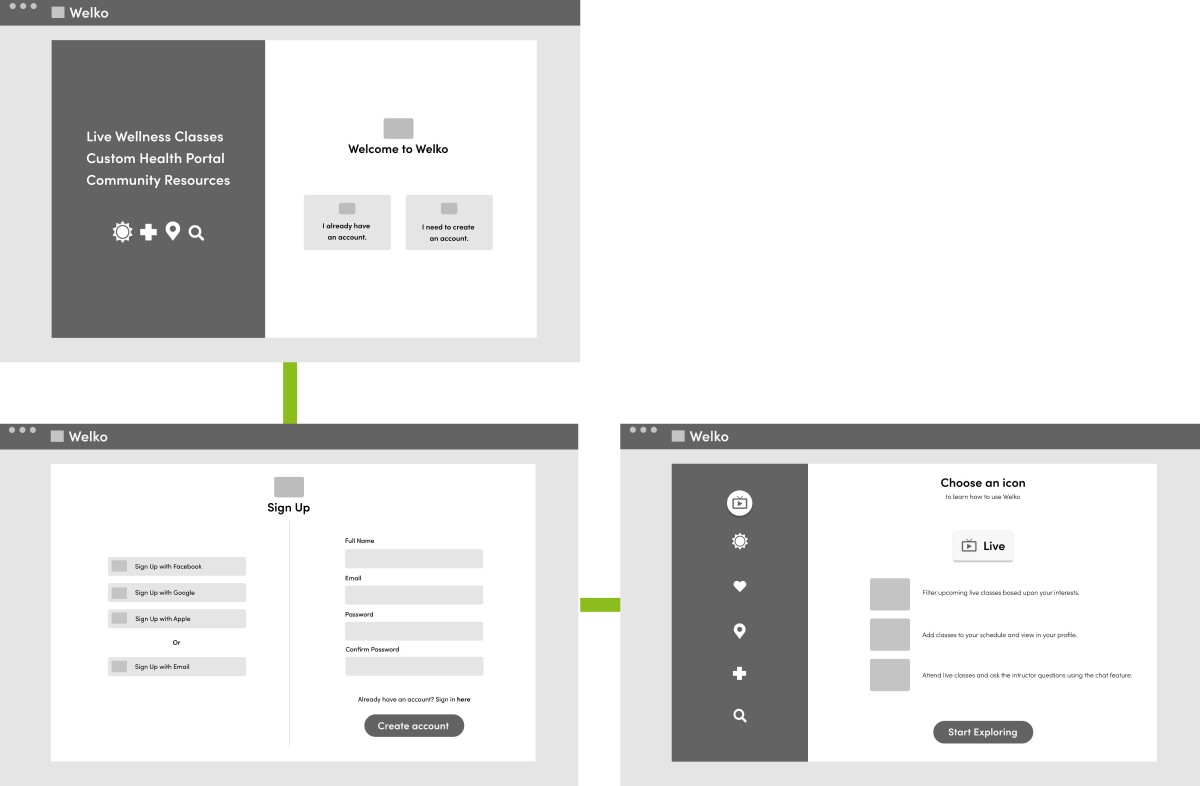 Welko
Live Wellness Classes
Custom Health Portal
Community Resources
Welcome to Welko
I already have
an account.
I need to create
an account.
Welko
Sign Up
Sign Up with Facebook
Sign Up with Google
Sign Up with Apple
Or
Sign Up with Email
Full Name
Email
Password
Confirm Password
Already have an account? Sign in here
Create account
Welko
Choose an icon
to learn how to use Welko
Live
Filter upcoming live classes based upon your interests.
Add classes to your schedule and view in your profile.
Attend live classes and ask the intructor questions using the chat feature.
Start Exploring